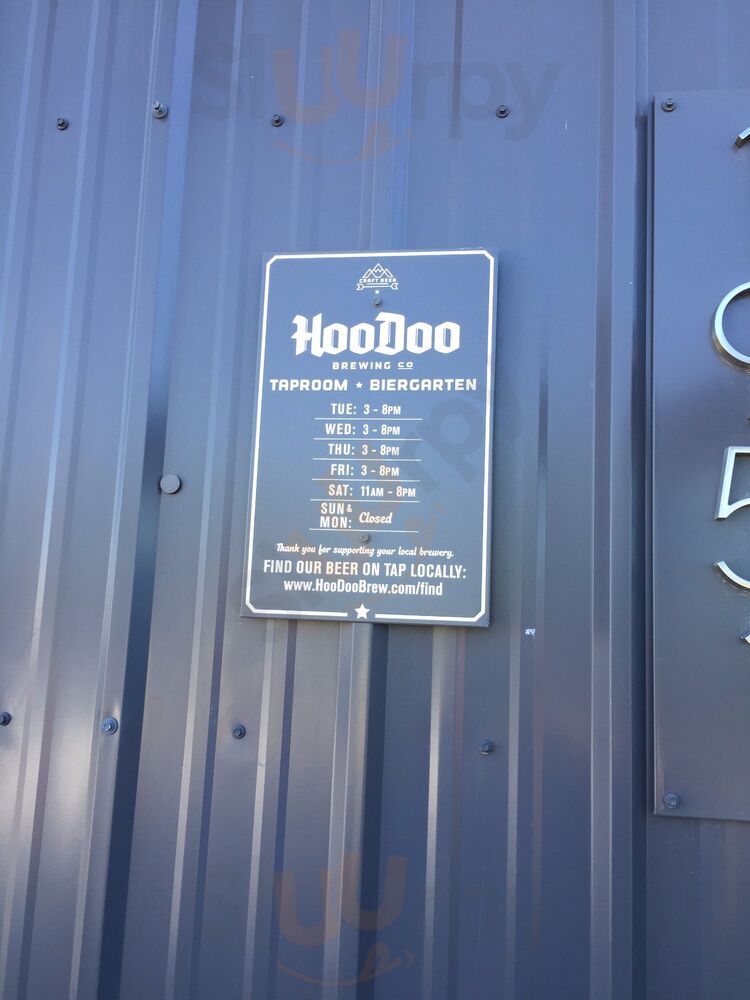 Sluurpy
CRAFT BEER
HooDoo
BREWING CO
TAPROOM ★ BIERGARTEN
TUE: 3 - 8PM
WED: 3 - 8PM
THU: 3 - 8PM
FRI: 3 - 8PM
SAT: 11AM - 8PM
SUN &
MON: Closed
Thank you for supporting your local brewery.
FIND OUR BEER ON TAP LOCALLY:
www.HooDooBrew.com/find
5